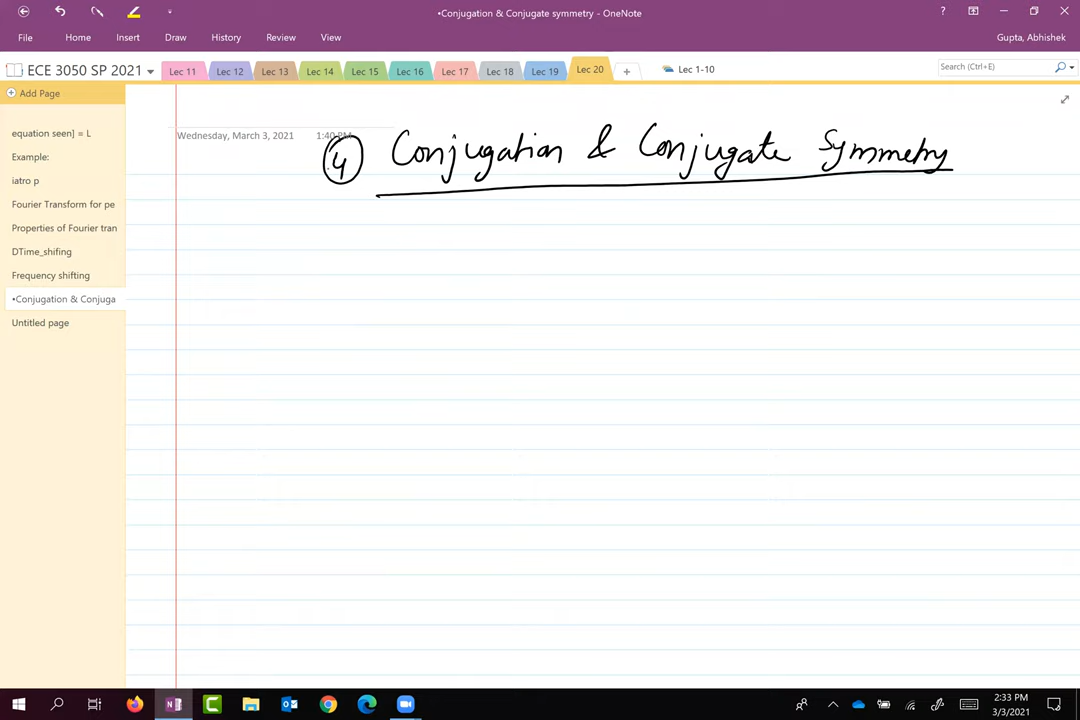 •Conjugation & Conjugate symmetry - OneNote
?
File Home Insert Draw History Review View
Gupta, Abhishek
ECE 3050 SP 2021
Lec 11 Lec 12 Lec 13 Lec 14 Lec 15 Lec 16 Lec 17 Lec 18 Lec 19 Lec 20 + Lec 1-10
Search (Ctrl+E)
Add Page
equation seen] = L
Example:
iatro p
Fourier Transform for pe
Properties of Fourier tran
DTime_shifing
Frequency shifting
•Conjugation & Conjuga
Untitled page
Wednesday, March 3, 2021 1:40 PM
4 Conjugation & Conjugate Symmetry
2:33 PM
3/3/2021